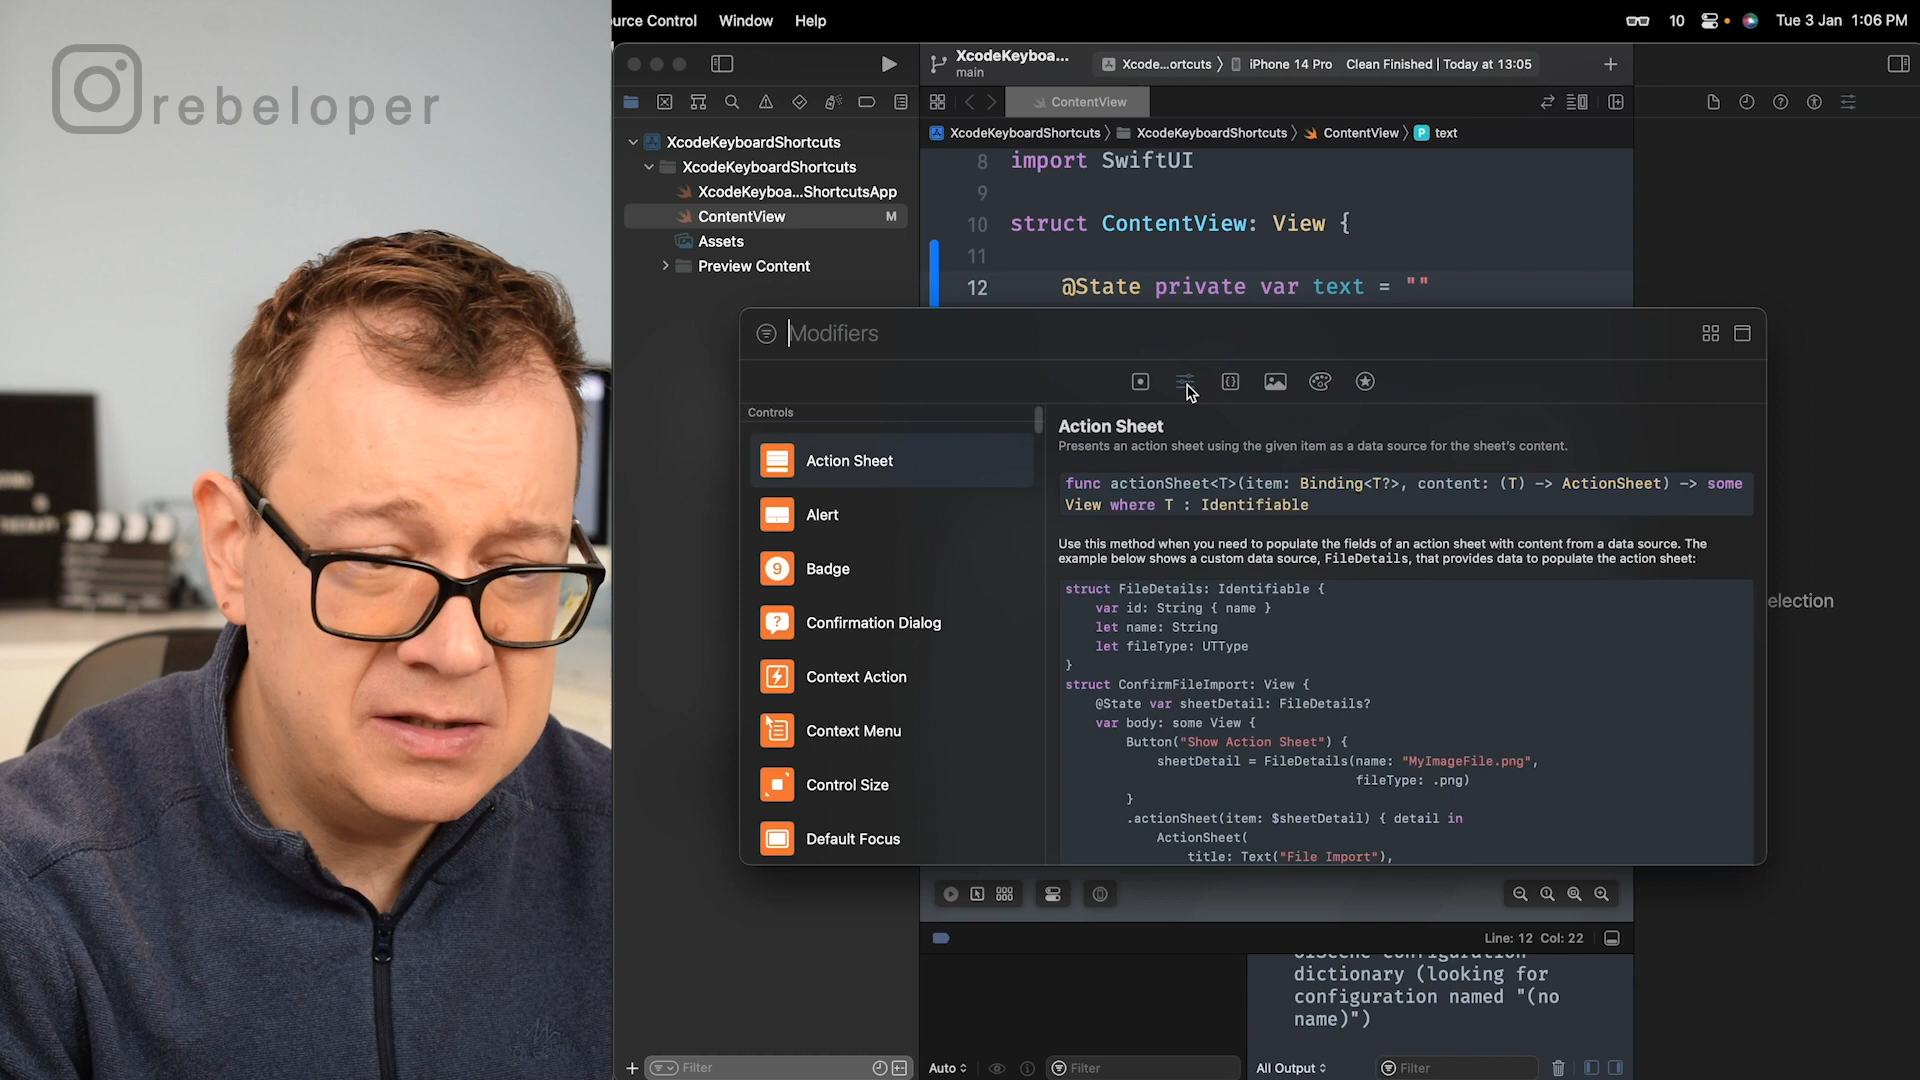 rebeloper
urce Control Window Help
10 Tue 3 Jan 1:06 PM
XcodeKeyboa...
main
Xcode...ortcuts 〉 iPhone 14 Pro Clean Finished | Today at 13:05
ContentView
XcodeKeyboardShortcuts 〉 XcodeKeyboardShortcuts 〉 ContentView 〉 P text
XcodeKeyboardShortcuts
XcodeKeyboardShortcuts
XcodeKeyboa...ShortcutsApp
ContentView M
Assets
Preview Content
8 import SwiftUI
9
10 struct ContentView: View {
11
12 @State private var text = ""
Modifiers
Controls
Action Sheet
Alert
9 Badge
Confirmation Dialog
Context Action
Context Menu
Control Size
Default Focus
Action Sheet
Presents an action sheet using the given item as a data source for the sheet's content.
func actionSheet<T>(item: Binding<T?>, content: (T) -> ActionSheet) -> some
View where T : Identifiable
Use this method when you need to populate the fields of an action sheet with content from a data source. The
example below shows a custom data source, FileDetails, that provides data to populate the action sheet:
struct FileDetails: Identifiable {
var id: String { name }
let name: String
let fileType: UTType
}
struct ConfirmFileImport: View {
@State var sheetDetail: FileDetails?
var body: some View {
Button("Show Action Sheet") {
sheetDetail = FileDetails(name: "MyImageFile.png",
fileType: .png)
}
.actionSheet(item: $sheetDetail) { detail in
ActionSheet(
title: Text("File Import"),
election
Line: 12 Col: 22
dictionary (looking for
configuration named "(no
name)")
Filter
Auto
Filter
All Output
Filter